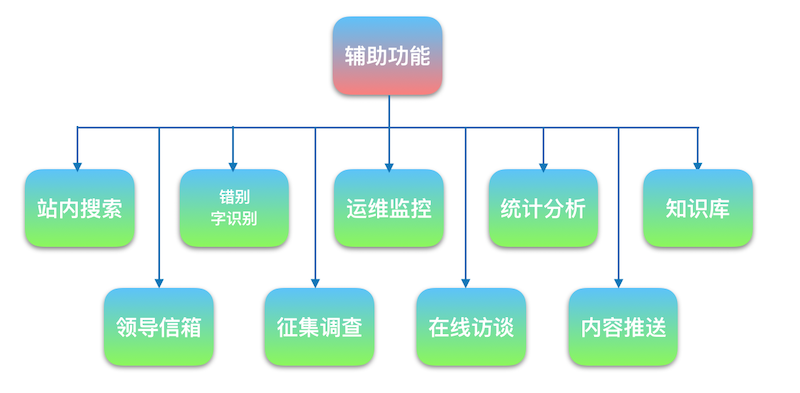 辅助功能
站内搜索
错别
字识别
运维监控
统计分析
知识库
领导信箱
征集调查
在线访谈
内容推送